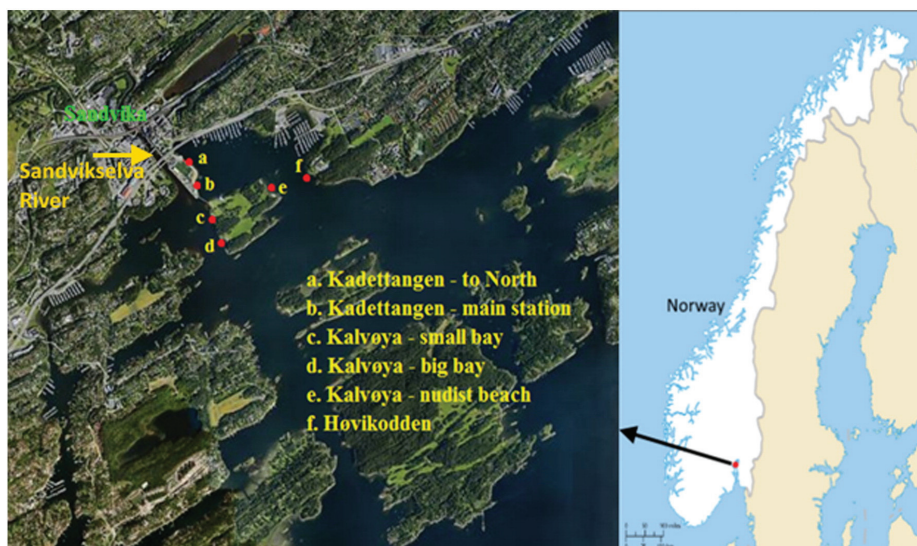 Sandvika
Sandvikselva
River
a
b
c
d
e
f
a. Kadettangen - to North
b. Kadettangen - main station
c. Kalvøya - small bay
d. Kalvøya - big bay
e. Kalvøya - nudist beach
f. Høvikodden
Norway